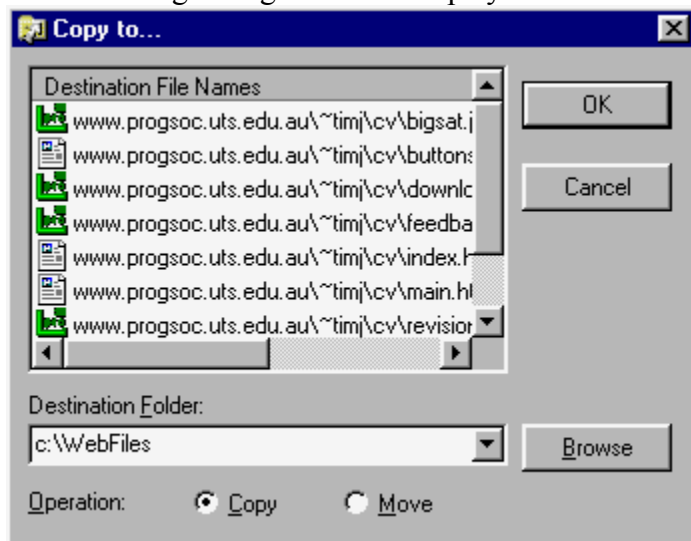 Copy to...
Destination File Names
www.progsoc.uts.edu.au\~timj\cv\bigsat.j
www.progsoc.uts.edu.au\~timj\cv\buttons
www.progsoc.uts.edu.au\~timj\cv\downlc
www.progsoc.uts.edu.au\~timj\cv\feedba
www.progsoc.uts.edu.au\~timj\cv\index.h
www.progsoc.uts.edu.au\~timj\cv\main.ht
www.progsoc.uts.edu.au\~timj\cv\revision
OK
Cancel
Destination Folder:
c:\WebFiles
Browse
Operation: Copy Move